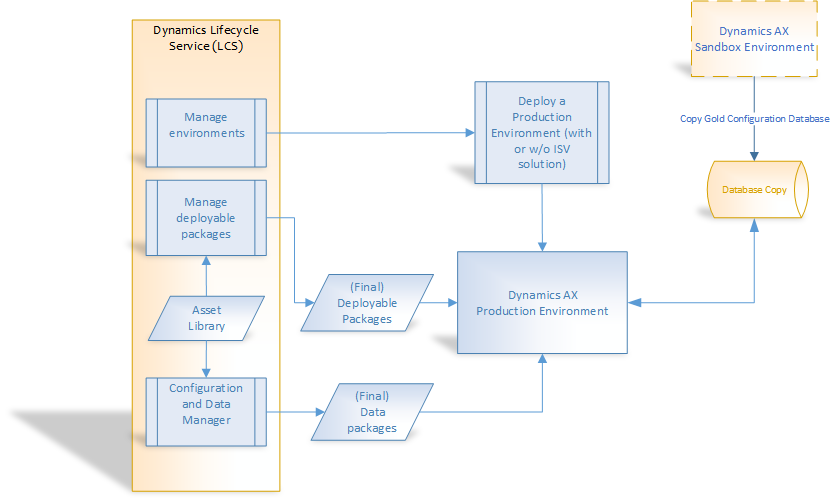 Dynamics Lifecycle
Service (LCS)
Dynamics AX
Sandbox Environment
Manage
environments
Deploy a
Production
Environment (with
or w/o ISV
solution)
Copy Gold Configuration Database
Database Copy
Manage
deployable
packages
(Final)
Deployable
Packages
Dynamics AX
Production Environment
Asset
Library
Configuration
and Data
Manager
(Final)
Data
packages